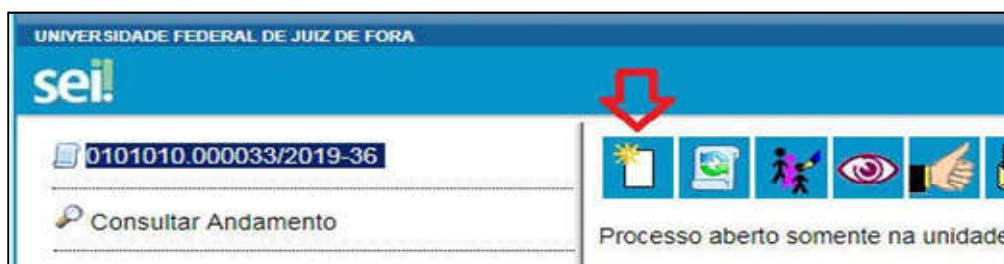 UNIVERSIDADE FEDERAL DE JUIZ DE FORA
sei!
0101010.000033/2019-36
Consultar Andamento
Processo aberto somente na unidade